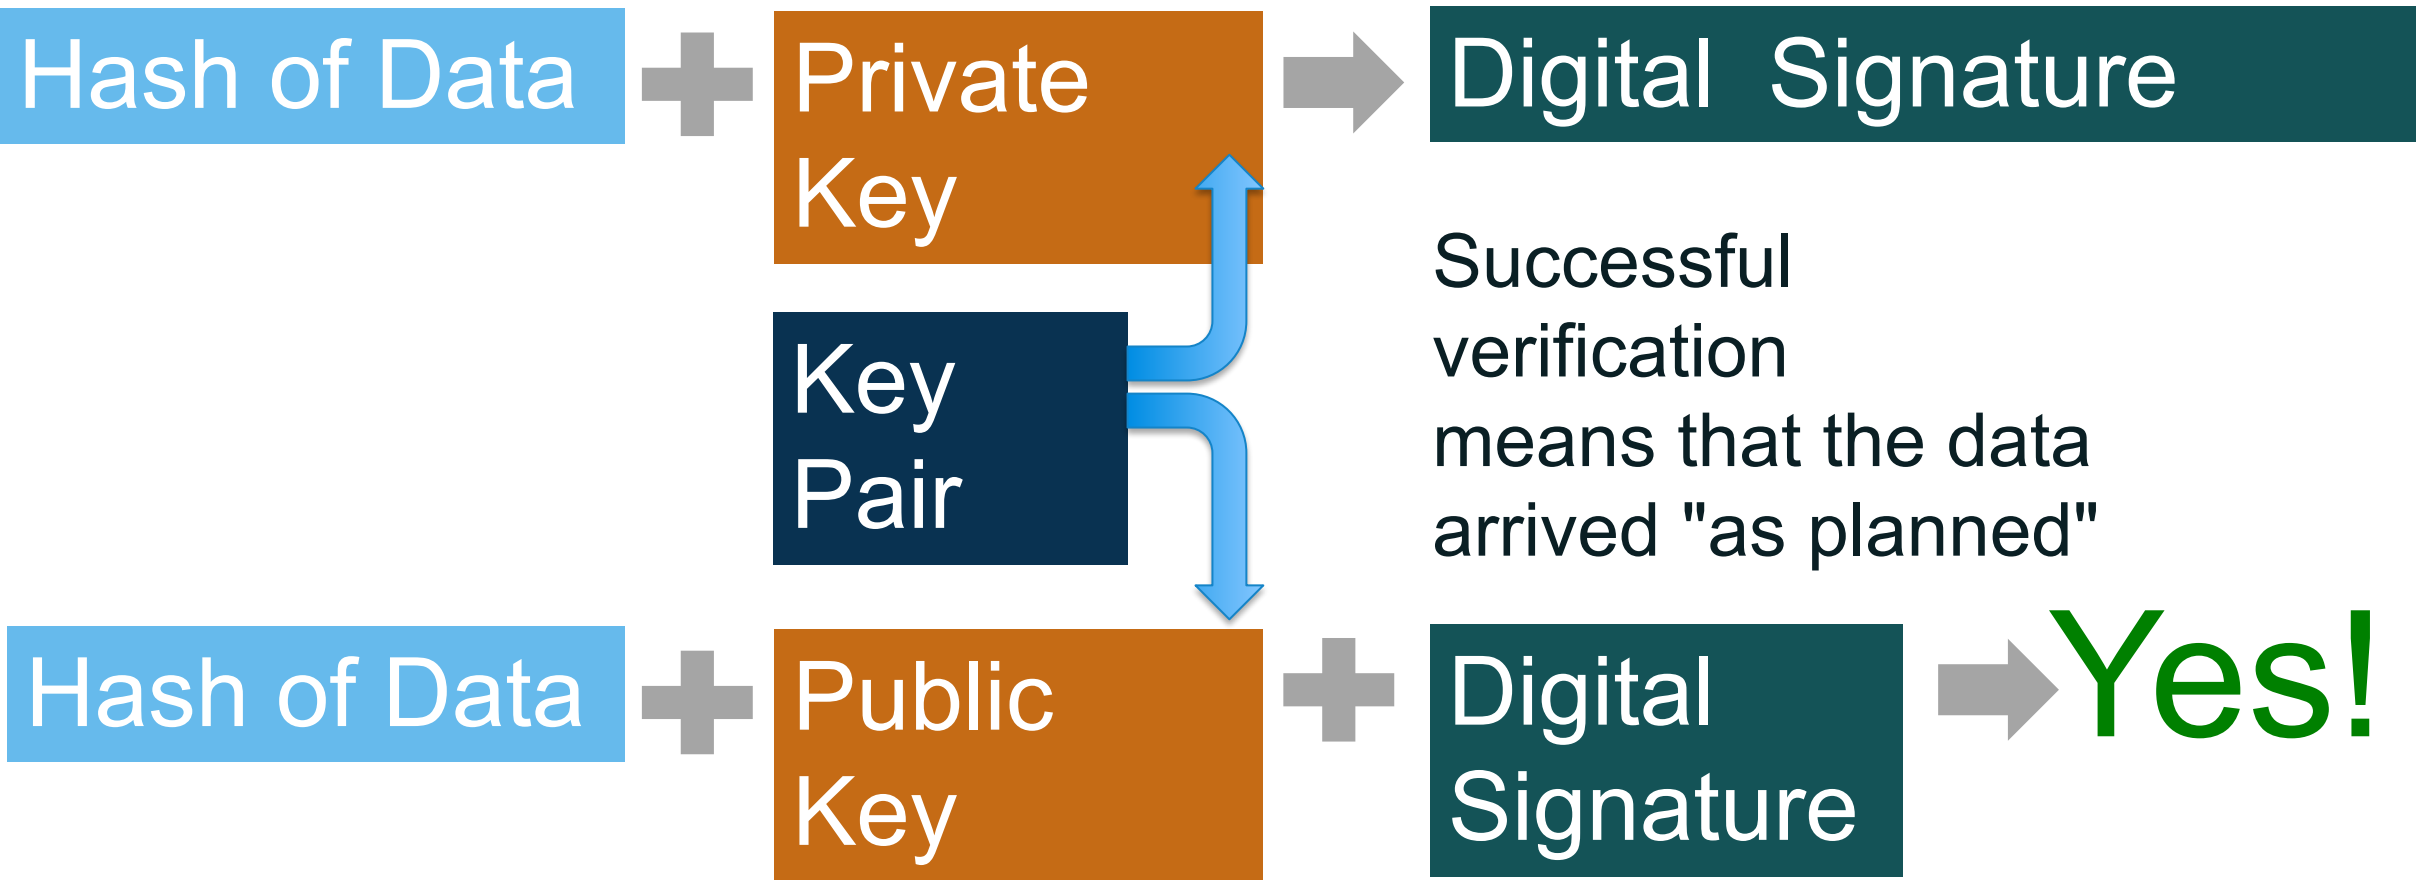 Hash of Data
Private
Key
Digital  Signature
Key
Pair
Successful
verification
means that the data
arrived "as planned"
Hash of Data
Public
Key
Digital
Signature
Yes!